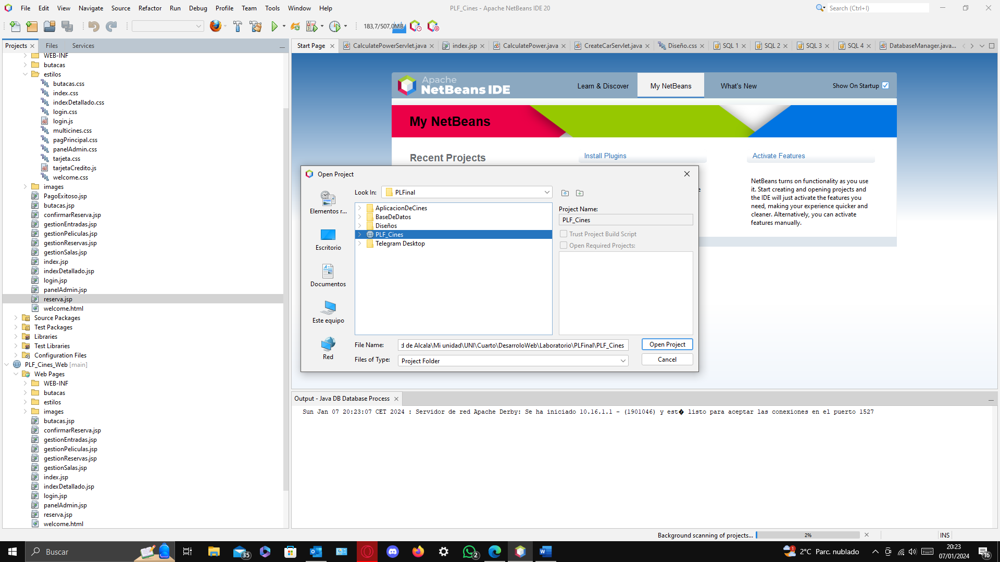 File Edit View Navigate Source Refactor Run Debug Profile Team Tools Window Help
PLF_Cines - Apache NetBeans IDE 20
Search (Ctrl+I)
183,7/507,0MB
Projects Files Services
Start Page CalculatePowerServlet.java index.jsp CalculatePower.java CreateCarServlet.java Diseño.css SQL 1 SQL 2 SQL 3 SQL 4 DatabaseManager.java...
WEB-INF
butacas
estilos
butacas.css
index.css
indexDetallado.css
login.css
login.js
multicines.css
pagPrincipal.css
panelAdmin.css
tarjeta.css
tarjetaCredito.js
welcome.css
images
PagoExitoso.jsp
butacas.jsp
confirmarReserva.jsp
gestionEntradas.jsp
gestionPeliculas.jsp
gestionReservas.jsp
gestionSalas.jsp
index.jsp
indexDetallado.jsp
login.jsp
panelAdmin.jsp
reserva.jsp
welcome.html
Source Packages
Test Packages
Libraries
Test Libraries
Configuration Files
PLF_Cines_Web [main]
Web Pages
WEB-INF
butacas
estilos
images
butacas.jsp
confirmarReserva.jsp
gestionEntradas.jsp
gestionPeliculas.jsp
gestionReservas.jsp
gestionSalas.jsp
index.jsp
indexDetallado.jsp
login.jsp
panelAdmin.jsp
reserva.jsp
welcome.html
Apache
NetBeans IDE
Learn & Discover
My NetBeans
What's New
Show On Startup
My NetBeans
Recent Projects
Install Plugins
Activate Features
NetBeans turns on functionality as you use
it. Start creating and opening projects and
the IDE will just activate the features you
need, making your experience quicker and
cleaner. Alternatively, you can activate
features manually.
e
Open Project
Look In: PLFinal
Elementos r...
Escritorio
Documentos
Este equipo
Red
AplicacionDeCines
BaseDeDatos
Diseños
PLF_Cines
Telegram Desktop
Project Name:
PLF_Cines
Trust Project Build Script
Open Required Projects:
File Name: d de Alcala\Mi unidad\UNI\Cuarto\DesarroloWeb\Laboratorio\PLFinal\PLF_Cines
Open Project
Files of Type: Project Folder
Cancel
Output - Java DB Database Process
Sun Jan 07 20:23:07 CET 2024 : Servidor de red Apache Derby: Se ha iniciado 10.16.1.1 - (1901046) y est� listo para aceptar las conexiones en el puerto 1527
Background scanning of projects... 2% INS
Buscar
35
2
1
2°C Parc. nublado
20:23
07/01/2024
16